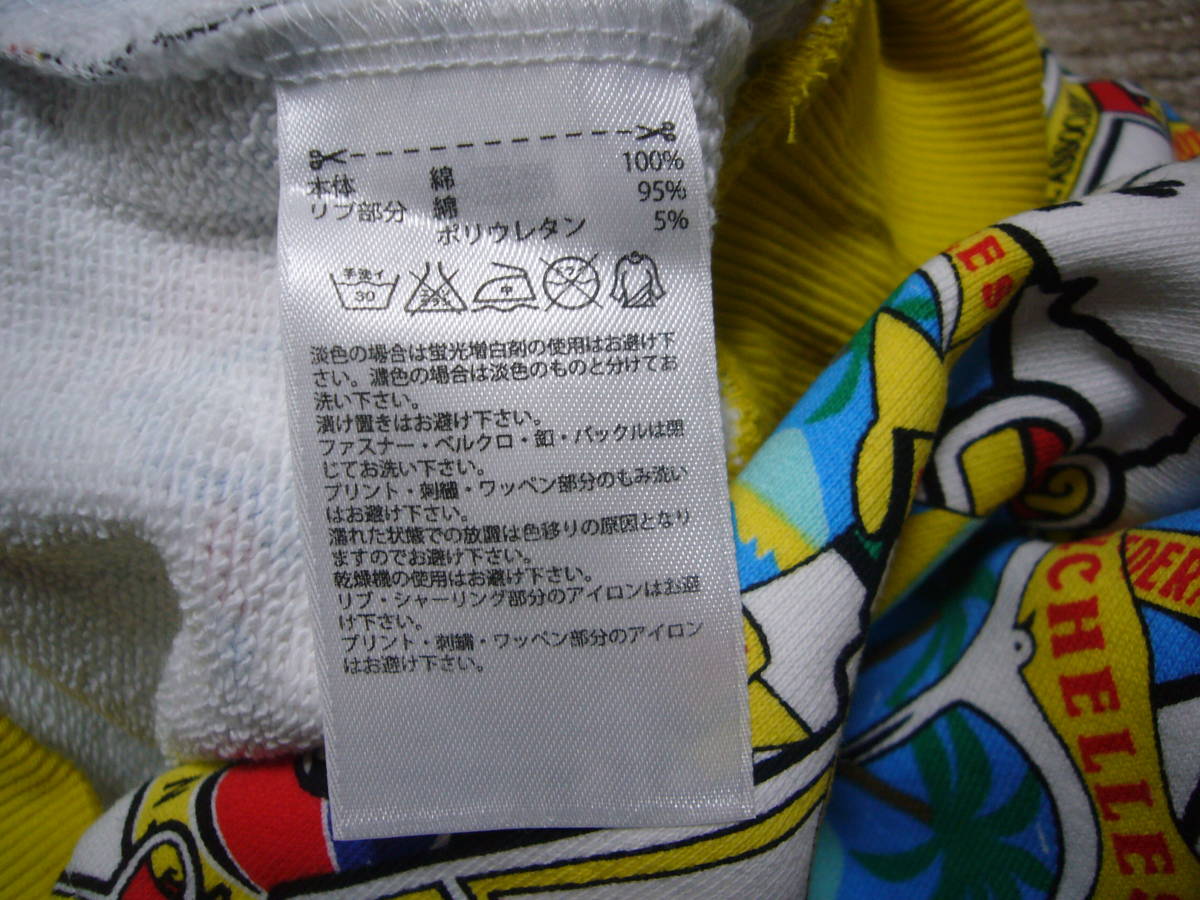 100%
本体 綿 95%
リブ部分 綿 5%
ポリウレタン
手洗イ 30 中
淡色の場合は蛍光増白剤の使用はお避け下
さい。濃色の場合は淡色のものと分けてお
洗い下さい。
漬け置きはお避け下さい。
ファスナー・ベルクロ・釦・バックルは閉
じてお洗い下さい。
プリント・刺繍・ワッペン部分のもみ洗い
はお避け下さい。
濡れた状態での放置は色移りの原因となり
ますのでお避け下さい。
乾燥機の使用はお避け下さい。
リブ・シャーリング部分のアイロンはお避
け下さい。
プリント・刺繍・ワッペン部分のアイロン
はお避け下さい。
LES
CHELLES
FEDERA